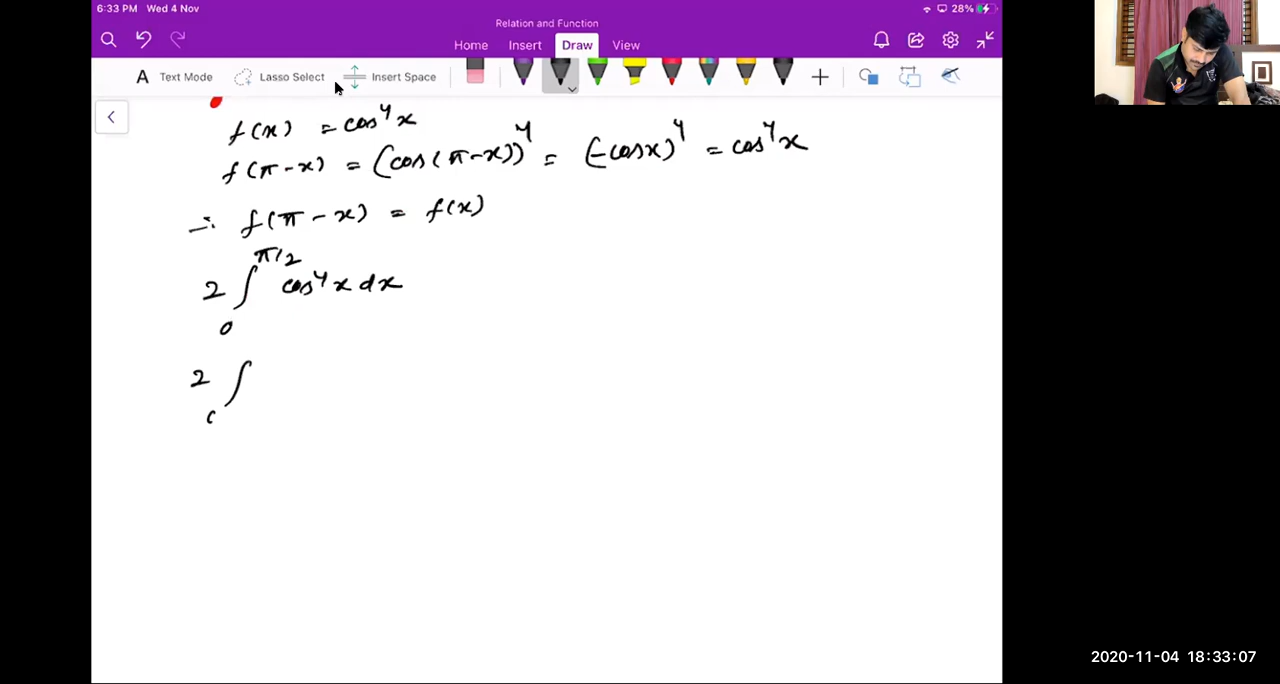 6:33 PM Wed 4 Nov
28%
Relation and Function
Home Insert Draw View
Text Mode Lasso Select Insert Space
f(x) = cos⁴x
f(π-x) = (cos(π-x))⁴ = (-cosx)⁴ = cos⁴x
∴ f(π-x) = f(x)
π/2
2 ∫ cos⁴x dx
0
2 ∫
2020-11-04 18:33:07